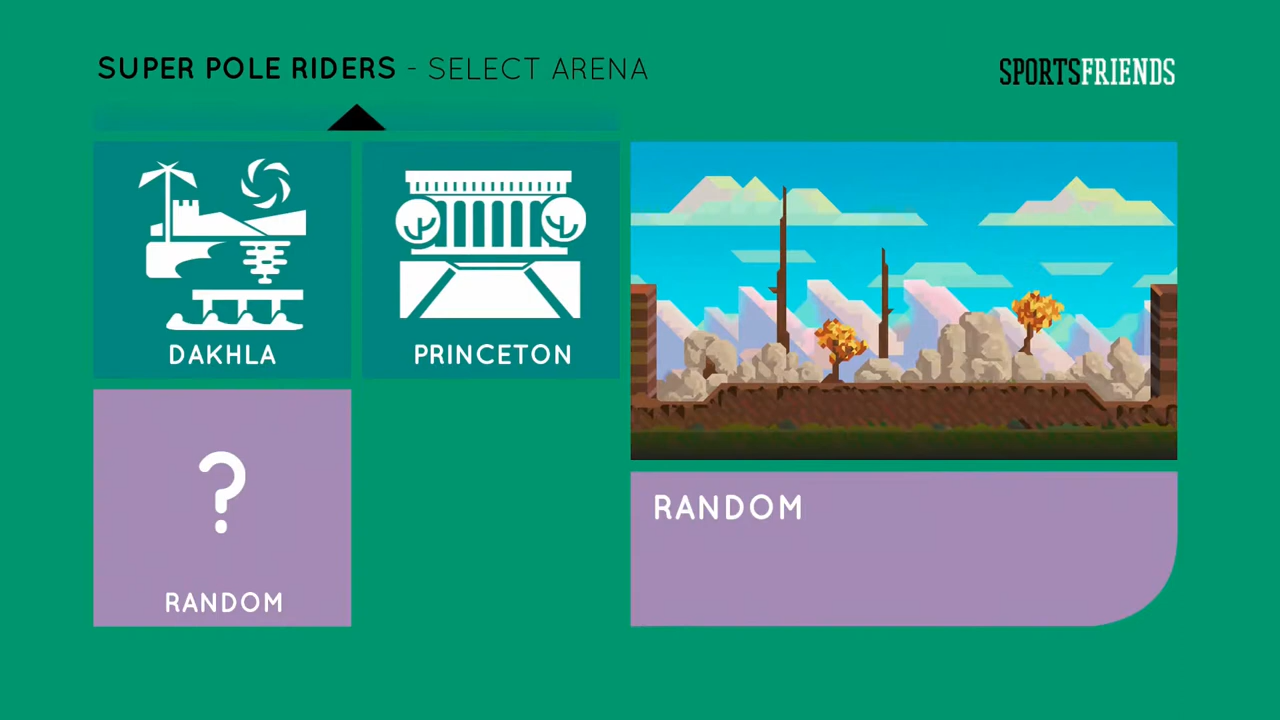 SUPER POLE RIDERS - SELECT ARENA
SPORTSFRIENDS
DAKHLA
PRINCETON
?
RANDOM
RANDOM